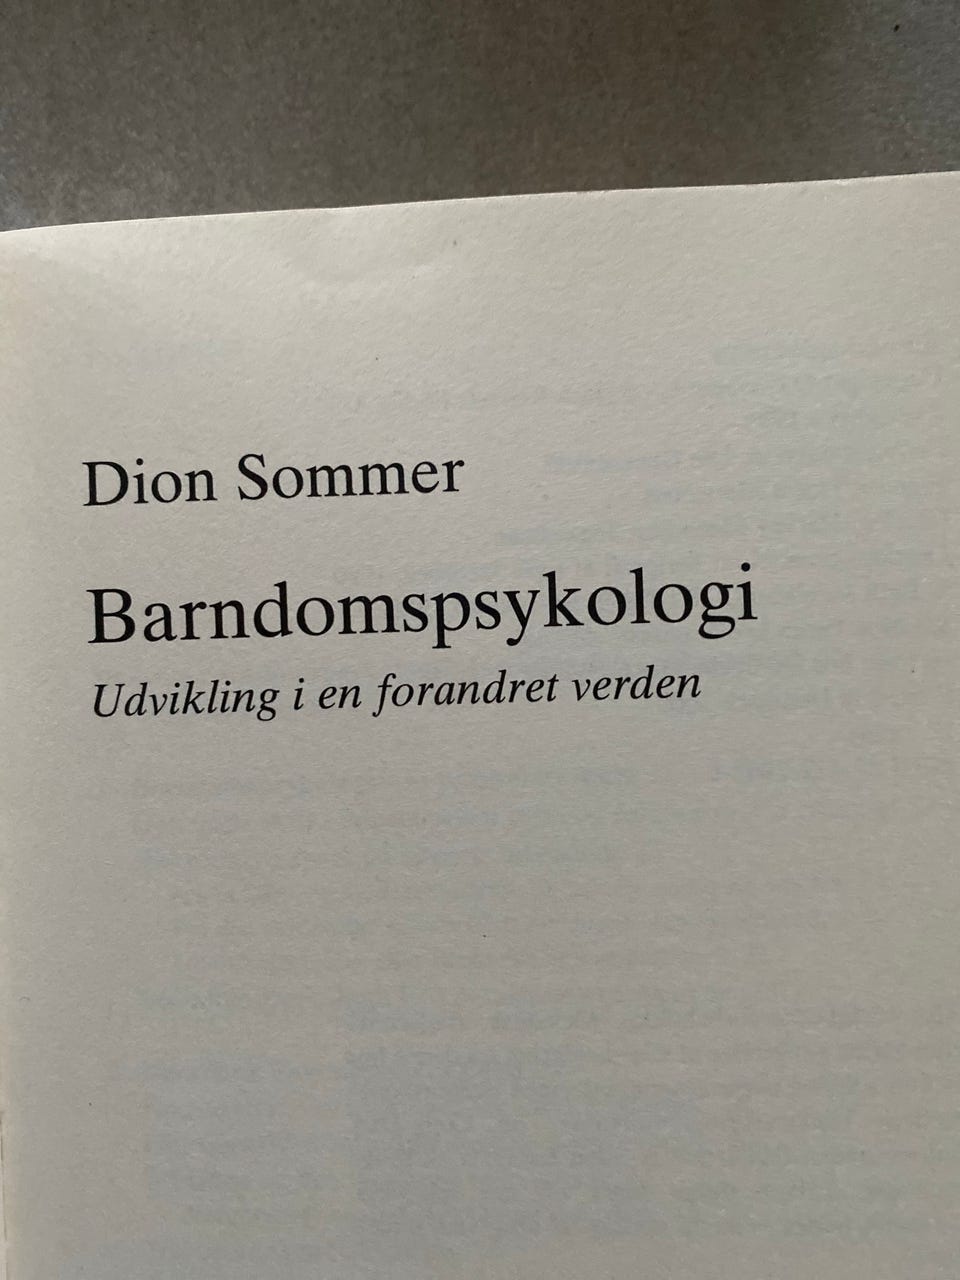 Dion Sommer
Barndomspsykologi
Udvikling i en forandret verden